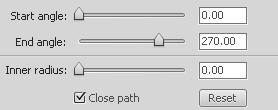 Start angle: 0.00
End angle: 270.00
Inner radius: 0.00
Close path Reset